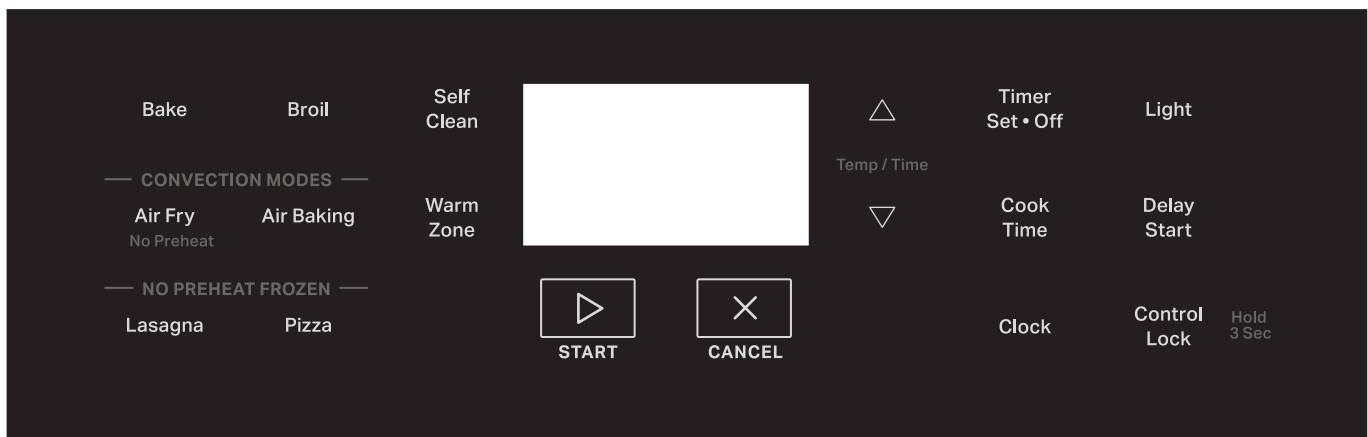 Bake
Broil
Self
Clean
CONVECTION MODES
Air Fry
No Preheat
Air Baking
Warm
Zone
NO PREHEAT FROZEN
Lasagna
Pizza
START
CANCEL
Temp / Time
Timer
Set • Off
Light
Cook
Time
Delay
Start
Clock
Control
Lock
Hold
3 Sec